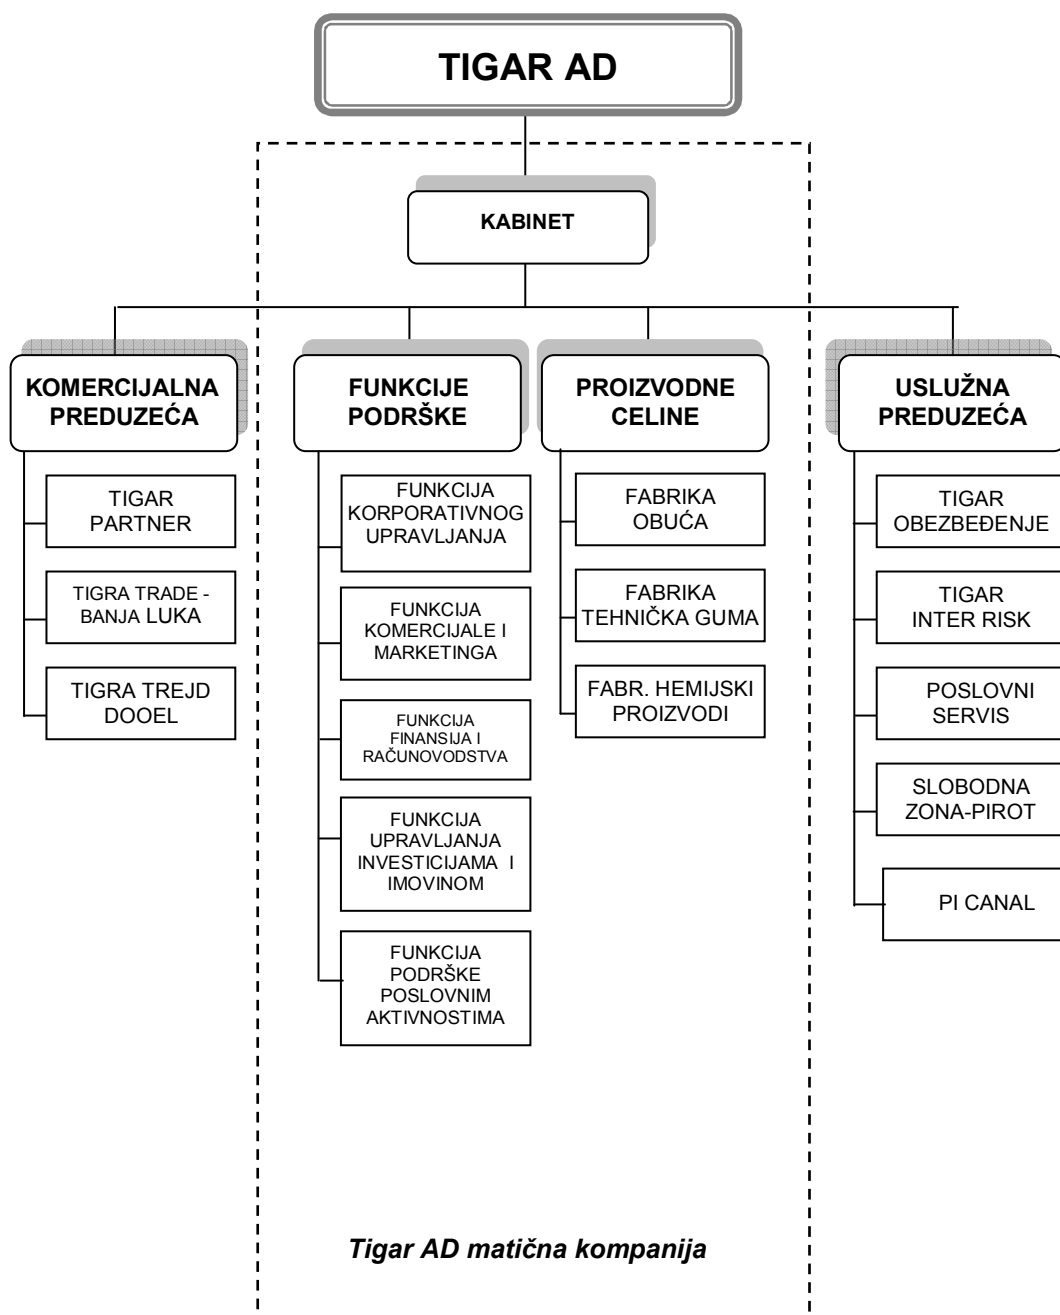 TIGAR AD
KABINET
KOMERCIJALNA
PREDUZEĆA
TIGAR
PARTNER
TIGRA TRADE -
BANJA LUKA
TIGRA TREJD
DOOEL
FUNKCIJE
PODRŠKE
FUNKCIJA
KORPORATIVNOG
UPRAVLJANJA
FUNKCIJA
KOMERCIJALE I
MARKETINGA
FUNKCIJA
FINANSIJA I
RAČUNOVODSTVA
FUNKCIJA
UPRAVLJANJA
INVESTICIJAMA I
IMOVINOM
FUNKCIJA
PODRŠKE
POSLOVNIM
AKTIVNOSTIMA
PROIZVODNE
CELINE
FABRIKA
OBUĆA
FABRIKA
TEHNIČKA GUMA
FABR. HEMIJSKI
PROIZVODI
USLUŽNA
PREDUZEĆA
TIGAR
OBEZBEĐENJE
TIGAR
INTER RISK
POSLOVNI
SERVIS
SLOBODNA
ZONA-PIROT
PI CANAL
Tigar AD matična kompanija